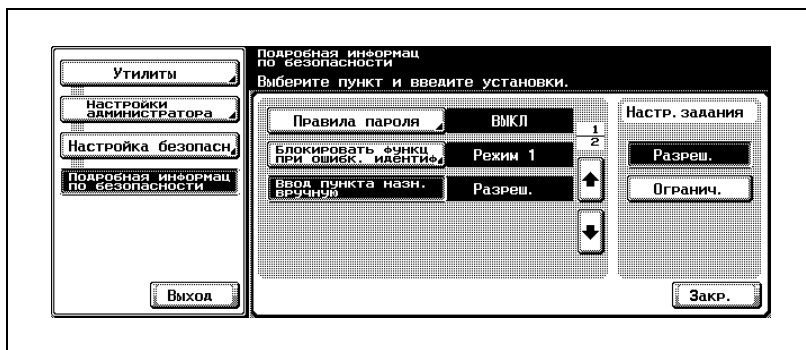 Подробная информац
по безопасности
Выберите пункт и введите установки.
Утилиты
Настройки
администратора
Настройка безопасн.
Подробная информац
по безопасности
Выход
Правила пароля
ВЫКЛ
Блокировать функц
при ошибк. идентиф.
Режим 1
Ввод пункта назн.
вручную
Разреш.
1
2
Настр. задания
Разреш.
Огранич.
Закр.